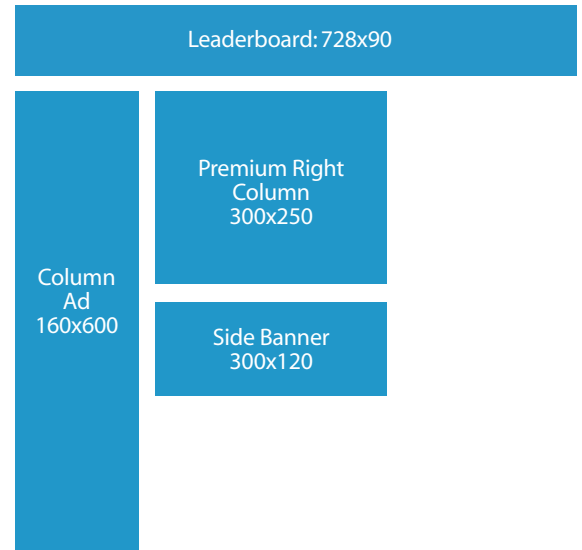 Leaderboard: 728x90
Premium Right
Column
300x250
Column
Ad
160x600
Side Banner
300x120